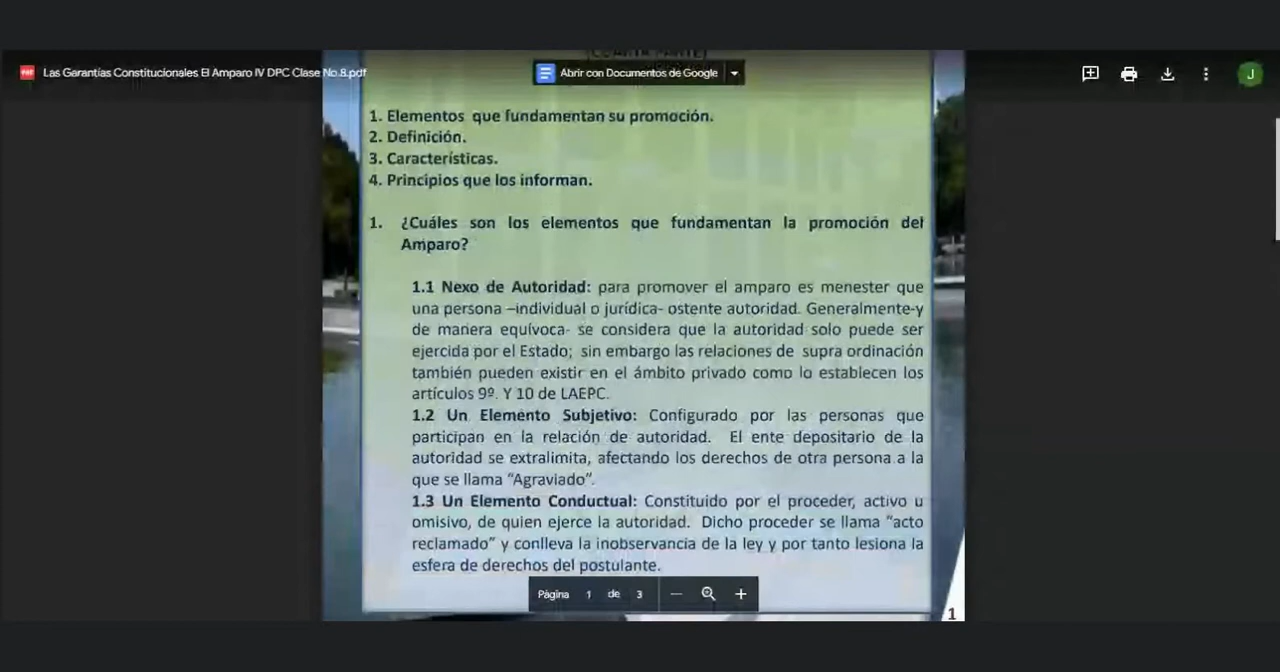 (CUARTA PARTE)
Las Garantías Constitucionales El Amparo IV DPC Clase No.8.pdf
Abrir con Documentos de Google
J
1. Elementos que fundamentan su promoción.
2. Definición.
3. Características.
4. Principios que los informan.
1. ¿Cuáles son los elementos que fundamentan la promoción del
Amparo?
1.1 Nexo de Autoridad: para promover el amparo es menester que
una persona –individual o jurídica- ostente autoridad. Generalmente-y
de manera equívoca- se considera que la autoridad solo puede ser
ejercida por el Estado; sin embargo las relaciones de supra ordinación
también pueden existir en el ámbito privado como lo establecen los
artículos 9º. Y 10 de LAEPC.
1.2 Un Elemento Subjetivo: Configurado por las personas que
participan en la relación de autoridad. El ente depositario de la
autoridad se extralimita, afectando los derechos de otra persona a la
que se llama “Agraviado”.
1.3 Un Elemento Conductual: Constituido por el proceder, activo u
omisivo, de quien ejerce la autoridad. Dicho proceder se llama “acto
reclamado” y conlleva la inobservancia de la ley y por tanto lesiona la
esfera de derechos del postulante.
Página 1 de 3
1